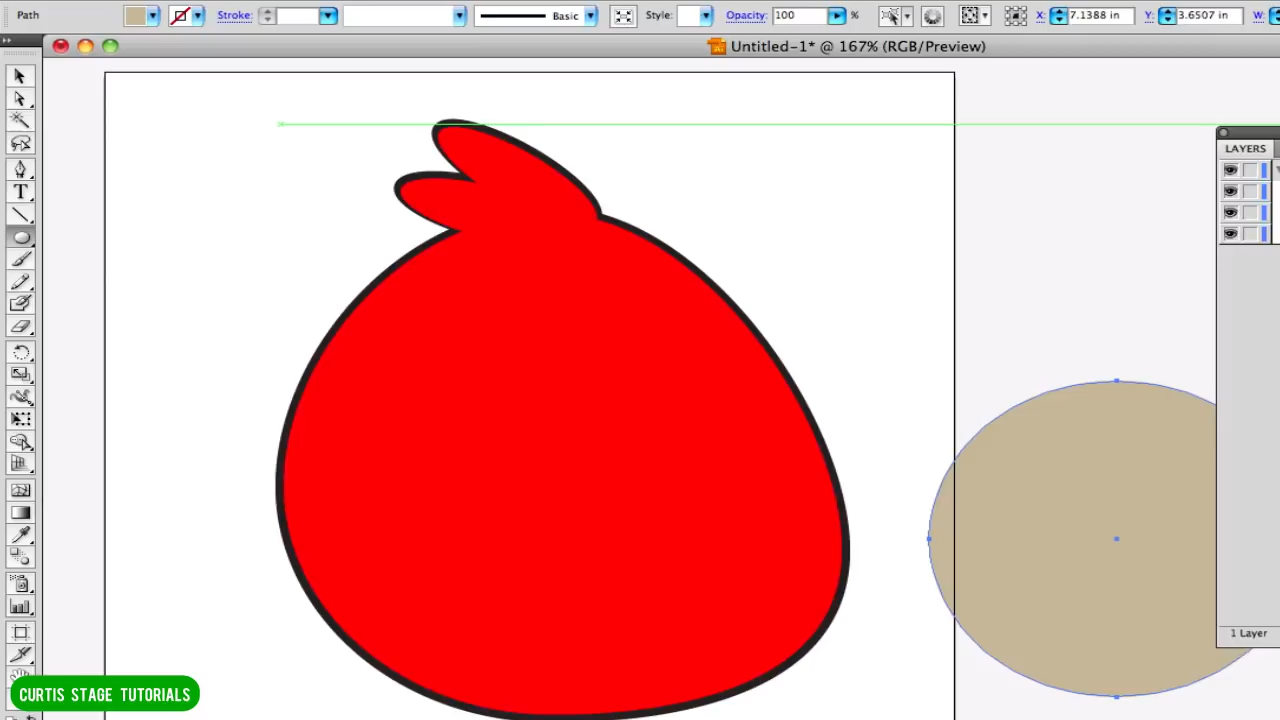 Path Stroke: Basic Style: Opacity: 100 % X: 7.1388 in Y: 3.6507 in W:
Untitled-1* @ 167% (RGB/Preview)
LAYERS
T
1 Layer
CURTIS STAGE TUTORIALS